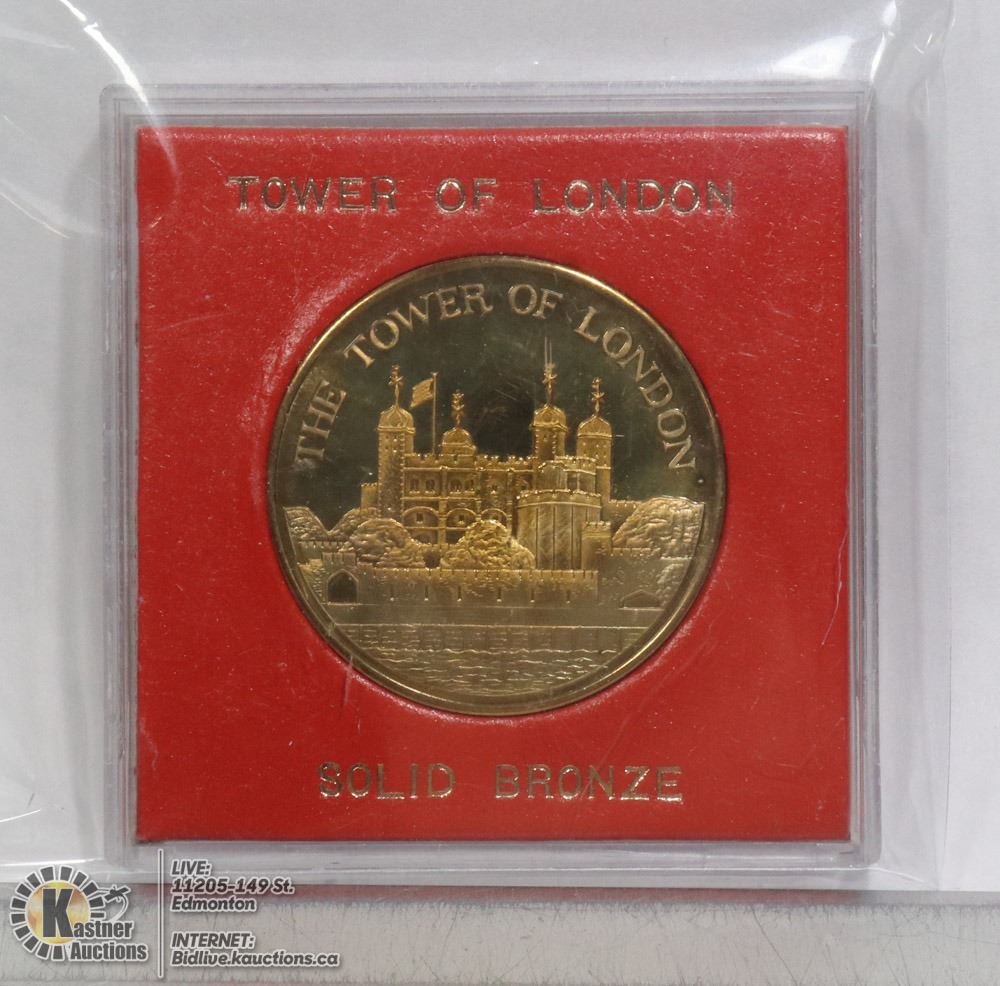 TOWER OF LONDON
THE TOWER OF LONDON
SOLID BRONZE
LIVE:
11205-149 St.
Edmonton
INTERNET:
Bidlive.kauctions.ca
Kastner
Auctions